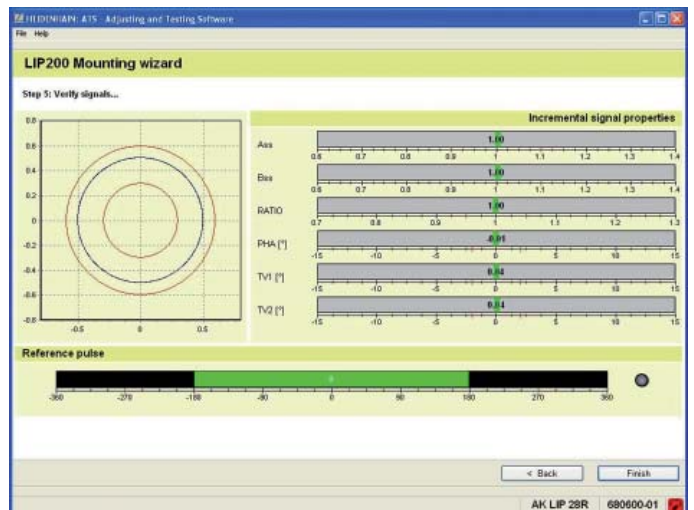 HEIDENHAIN: ATS - Adjusting and Testing Software
File Help
LIP200 Mounting wizard
Step 5: Verify signals...
Incremental signal properties
0.8
0.6
0.4
0.2
0
-0.2
-0.4
-0.6
-0.8
-0.5 0 0.5
Ass 1.00
0.6 0.7 0.8 0.9 1 1.1 1.2 1.3 1.4
Bss 1.00
0.6 0.7 0.8 0.9 1 1.1 1.2 1.3 1.4
RATIO 1.00
0.7 0.8 0.9 1 1.1 1.2 1.3
PHA [°] -0.01
-15 -10 -5 0 5 10 15
TV1 [°] 0.04
-15 -10 -5 0 5 10 15
TV2 [°] 0.04
-15 -10 -5 0 5 10 15
Reference pulse
-360 -270 -180 -90 0 90 180 270 360
< Back Finish
AK LIP 28R 680600-01